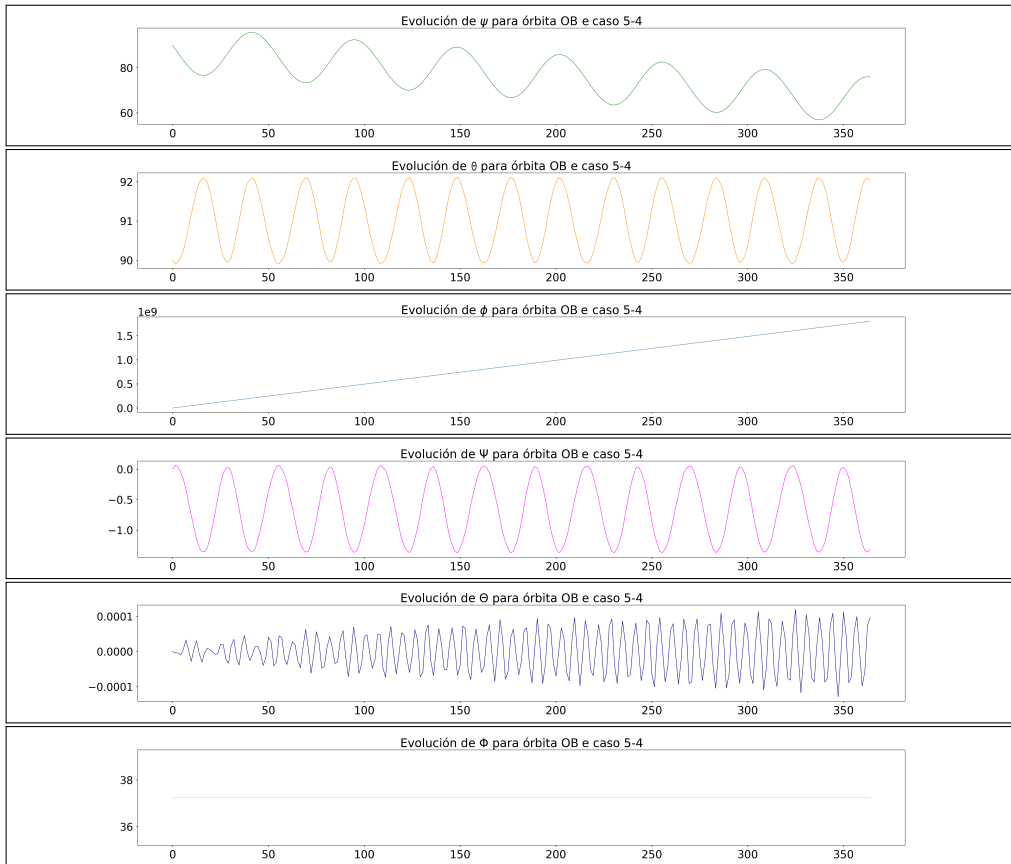 Evolución de ψ para órbita OB e caso 5-4
80
60
0 50 100 150 200 250 300 350
Evolución de θ para órbita OB e caso 5-4
92
91
90
0 50 100 150 200 250 300 350
1e9
Evolución de ϕ para órbita OB e caso 5-4
1.5
1.0
0.5
0.0
0 50 100 150 200 250 300 350
Evolución de Ψ para órbita OB e caso 5-4
0.0
−0.5
−1.0
0 50 100 150 200 250 300 350
Evolución de Θ para órbita OB e caso 5-4
0.0001
0.0000
−0.0001
0 50 100 150 200 250 300 350
Evolución de Φ para órbita OB e caso 5-4
38
36
0 50 100 150 200 250 300 350